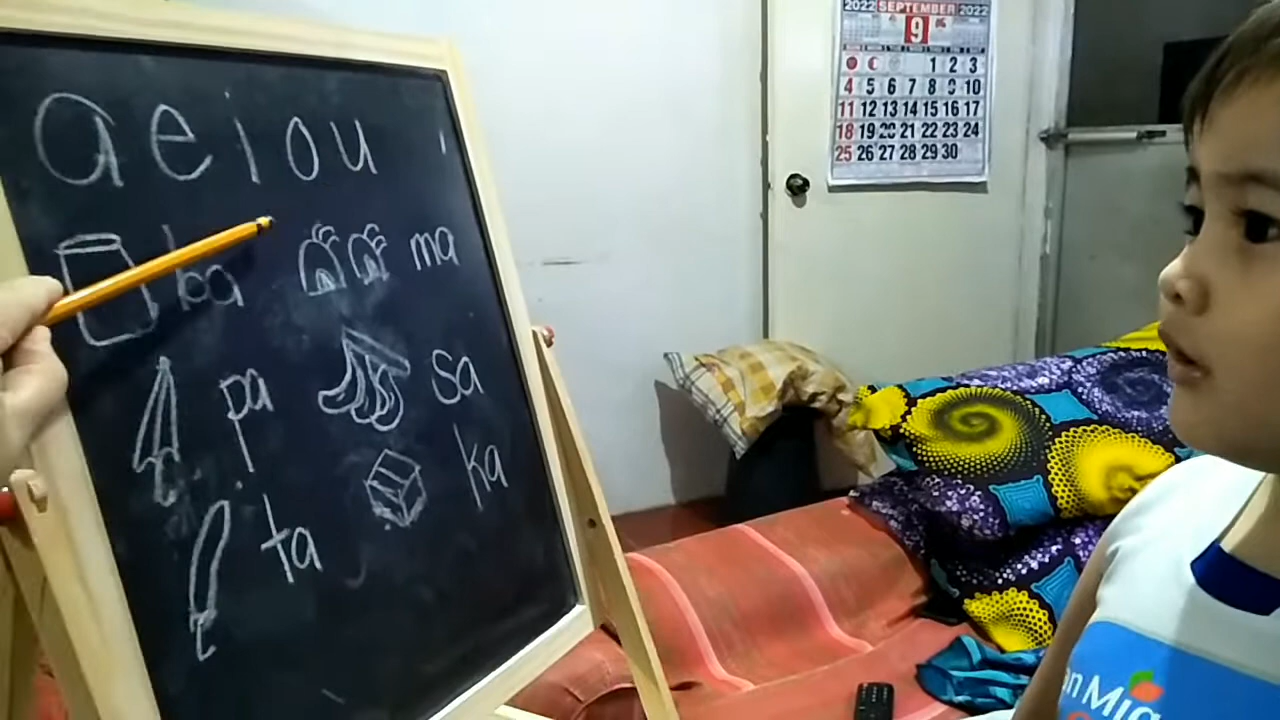 a e i o u
ba ma
pa sa
ta ka
2022 SEPTEMBER 2022
9
1 2 3
4 5 6 7 8 9 10
11 12 13 14 15 16 17
18 19 20 21 22 23 24
25 26 27 28 29 30